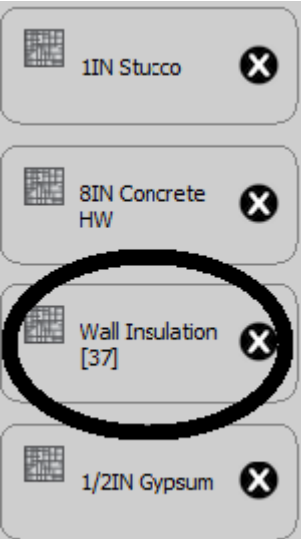 1IN Stucco
8IN Concrete
HW
Wall Insulation
[37]
1/2IN Gypsum